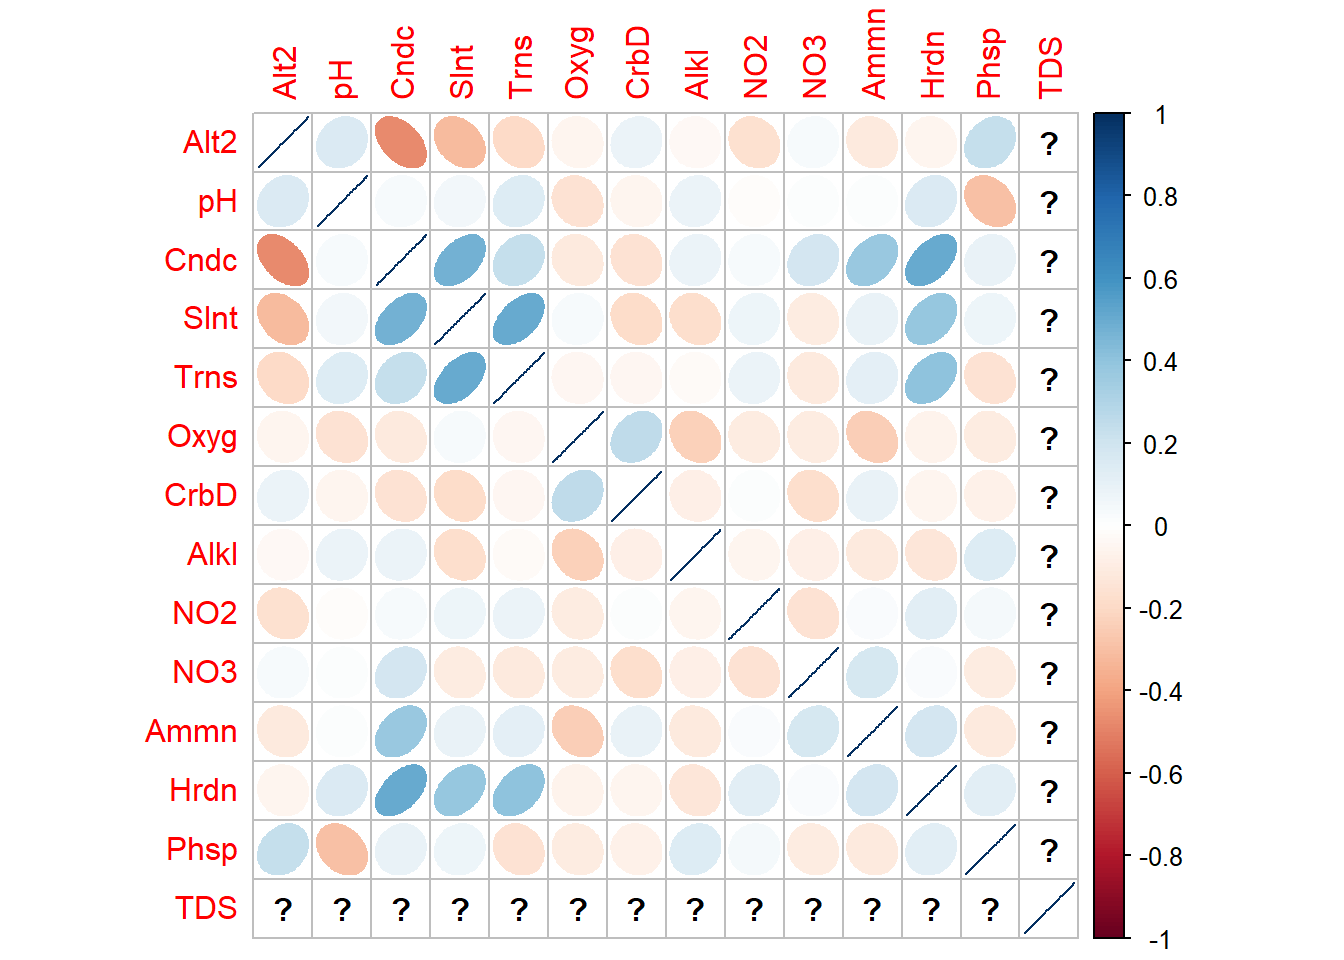 Alt2 pH Cndc Slnt Trns Oxyg CrbD Alkl NO2 NO3 Ammn Hrdn Phsp TDS
Alt2 ?
pH ?
Cndc ?
Slnt ?
Trns ?
Oxyg ?
CrbD ?
Alkl ?
NO2 ?
NO3 ?
Ammn ?
Hrdn ?
Phsp ?
TDS ? ? ? ? ? ? ? ? ? ? ? ? ?
1
0.8
0.6
0.4
0.2
0
-0.2
-0.4
-0.6
-0.8
-1